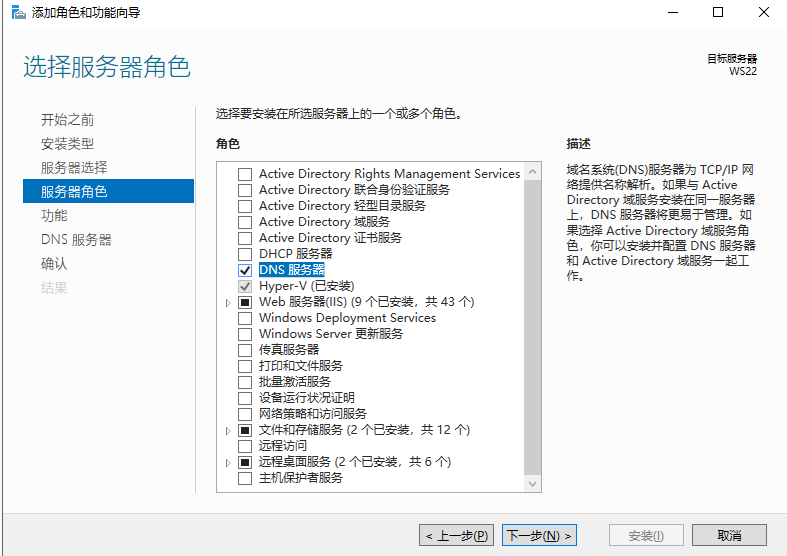 添加角色和功能向导
选择服务器角色
目标服务器
WS22
开始之前
安装类型
服务器选择
服务器角色
功能
DNS 服务器
确认
结果
选择要安装在所选服务器上的一个或多个角色。
角色
Active Directory Rights Management Services
Active Directory 联合身份验证服务
Active Directory 轻型目录服务
Active Directory 域服务
Active Directory 证书服务
DHCP 服务器
DNS 服务器
Hyper-V (已安装)
Web 服务器(IIS) (9 个已安装，共 43 个)
Windows Deployment Services
Windows Server 更新服务
传真服务器
打印和文件服务
批量激活服务
设备运行状况证明
网络策略和访问服务
文件和存储服务 (2 个已安装，共 12 个)
远程访问
远程桌面服务 (2 个已安装，共 6 个)
主机保护者服务
描述
域名系统(DNS)服务器为 TCP/IP 网
络提供名称解析。如果与 Active
Directory 域服务安装在同一服务器
上，DNS 服务器将更易于管理。如
果选择 Active Directory 域服务角
色，你可以安装并配置 DNS 服务器
和 Active Directory 域服务一起工
作。
< 上一步(P)
下一步(N) >
安装(I)
取消